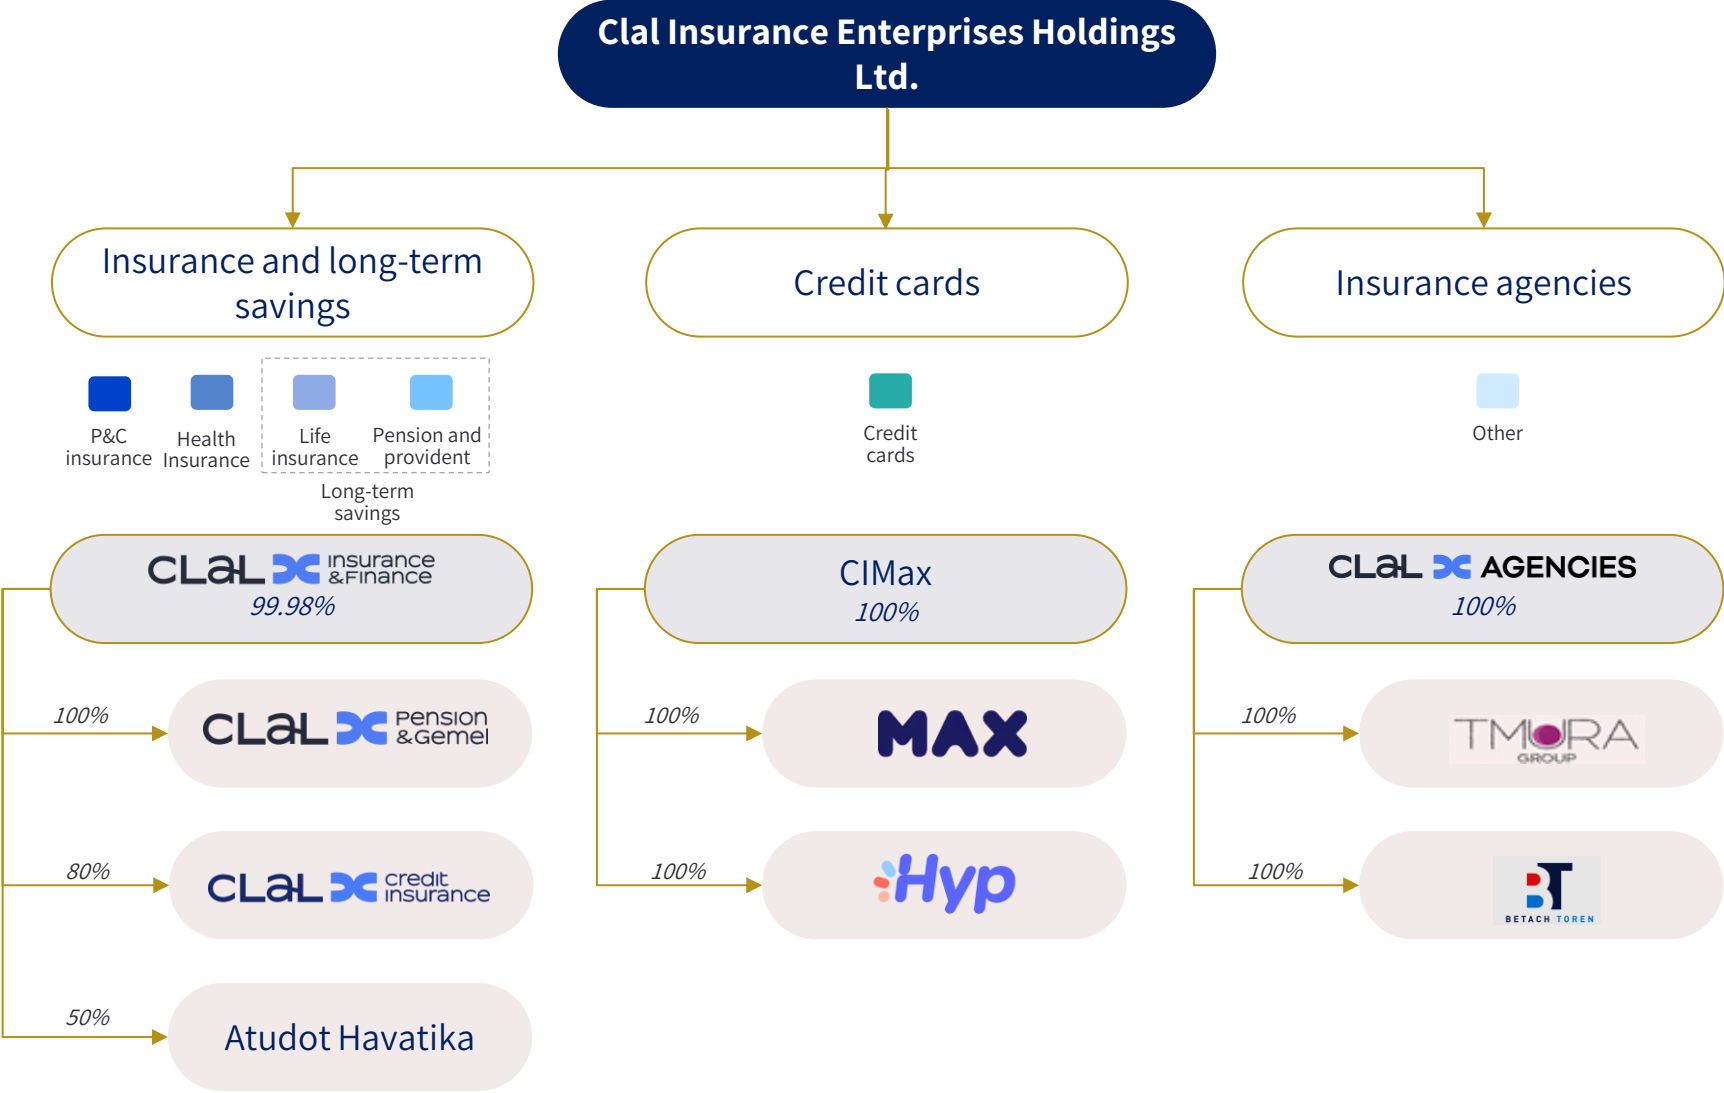 Clal Insurance Enterprises Holdings
Ltd.
Insurance and long-term
savings
Credit cards
Insurance agencies
P&C
insurance
Health
Insurance
Life
insurance
Pension and
provident
Long-term
savings
Credit
cards
Other
CLAL insurance
&Finance
99.98%
CIMax
100%
CLAL AGENCIES
100%
100%
CLAL Pension
&Gemel
100%
MAX
100%
TMURA
GROUP
80%
CLAL credit
insurance
100%
Hyp
100%
BT
BETACH TOREN
50%
Atudot Havatika